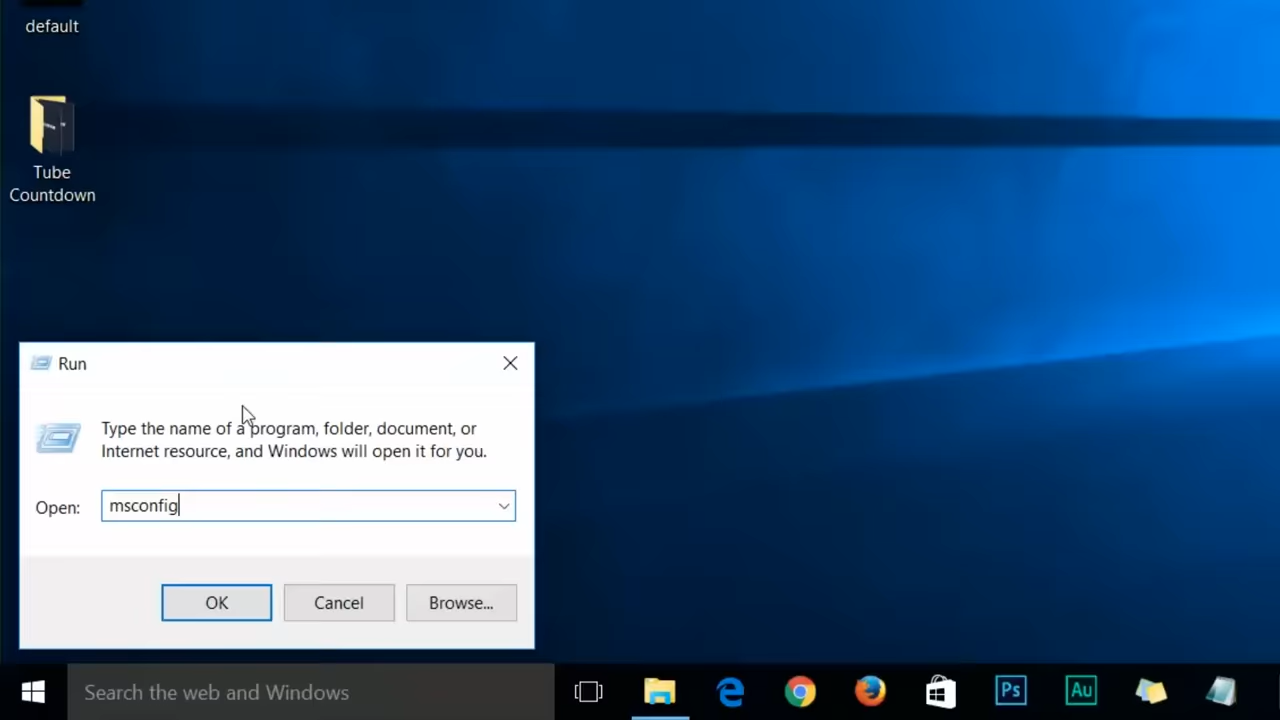 default
Tube
Countdown
Run
Type the name of a program, folder, document, or
Internet resource, and Windows will open it for you.
Open: msconfig
OK Cancel Browse...
Search the web and Windows
Ps Au